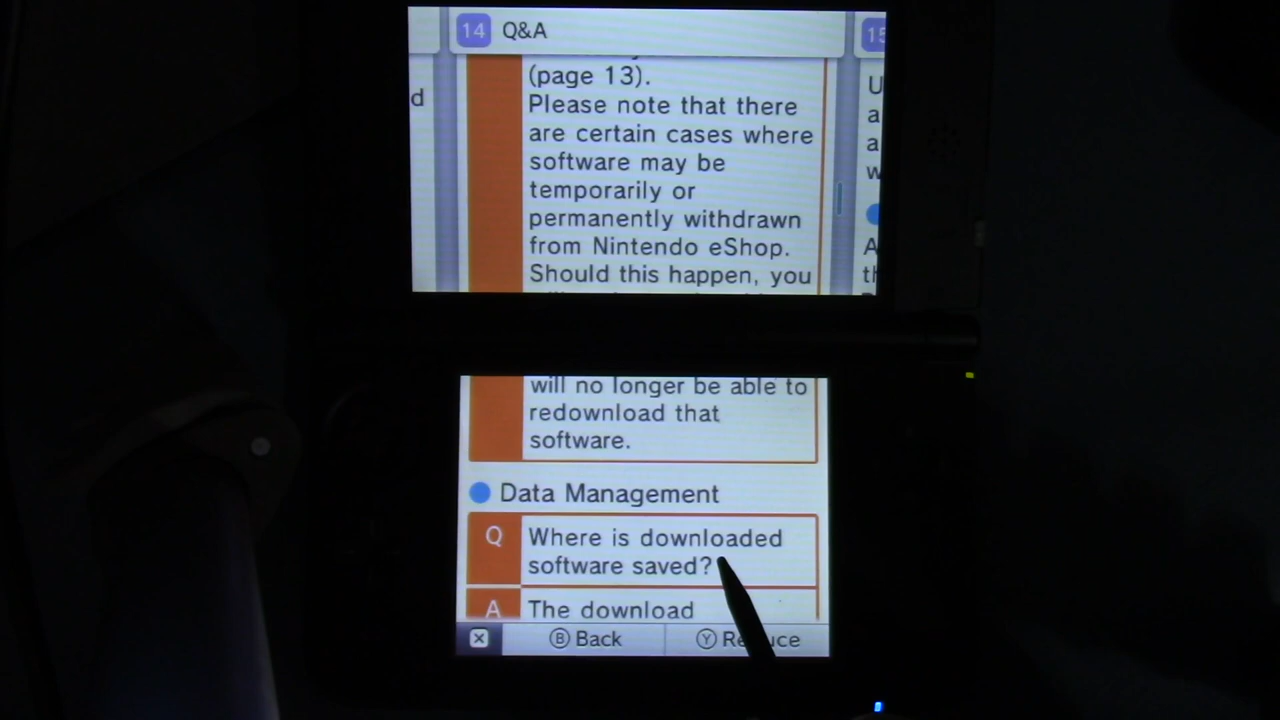 14 Q&A
15
(page 13).
Please note that there
are certain cases where
software may be
temporarily or
permanently withdrawn
from Nintendo eShop.
Should this happen, you
d
U
a
a
w
A
th
will no longer be able to
redownload that
software.
Data Management
Q Where is downloaded
software saved?
A The download
X B Back Y